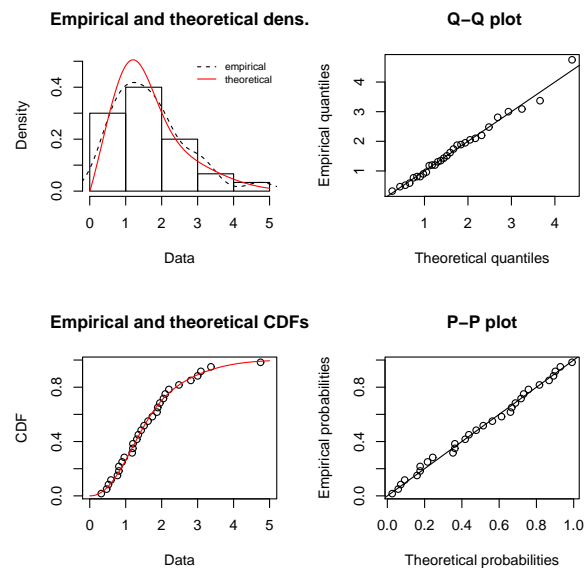 Empirical and theoretical dens.
empirical
theoretical
Density
0.0 0.2 0.4
0 1 2 3 4 5
Data
Q−Q plot
Empirical quantiles
1 2 3 4
1 2 3 4
Theoretical quantiles
Empirical and theoretical CDFs
CDF
0.0 0.4 0.8
0 1 2 3 4 5
Data
P−P plot
Empirical probabilities
0.0 0.4 0.8
0.0 0.2 0.4 0.6 0.8 1.0
Theoretical probabilities